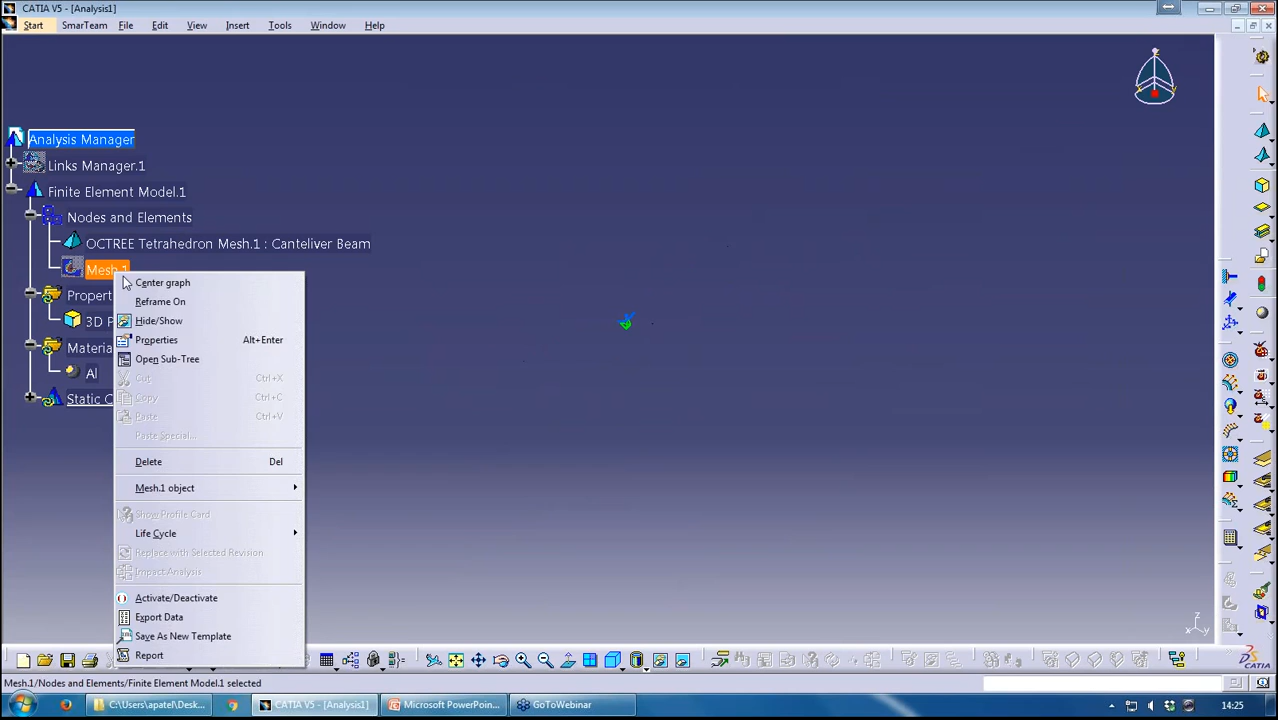 CATIA V5 - [Analysis1]
Start SmarTeam File Edit View Insert Tools Window Help
Analysis Manager
Links Manager.1
Finite Element Model.1
Nodes and Elements
OCTREE Tetrahedron Mesh.1 : Canteliver Beam
Mesh.1
Propert
3D P
Materia
Al
Static C
Center graph
Reframe On
Hide/Show
Properties Alt+Enter
Open Sub-Tree
Cut Ctrl+X
Copy Ctrl+C
Paste Ctrl+V
Paste Special...
Delete Del
Mesh.1 object
Show Profile Card
Life Cycle
Replace with Selected Revision
Impact Analysis
Activate/Deactivate
Export Data
Save As New Template
Report
z
x y
CATIA
Mesh.1/Nodes and Elements/Finite Element Model.1 selected
C:\Users\apatel\Desk... CATIA V5 - [Analysis1] Microsoft PowerPoin... GoToWebinar 14:25